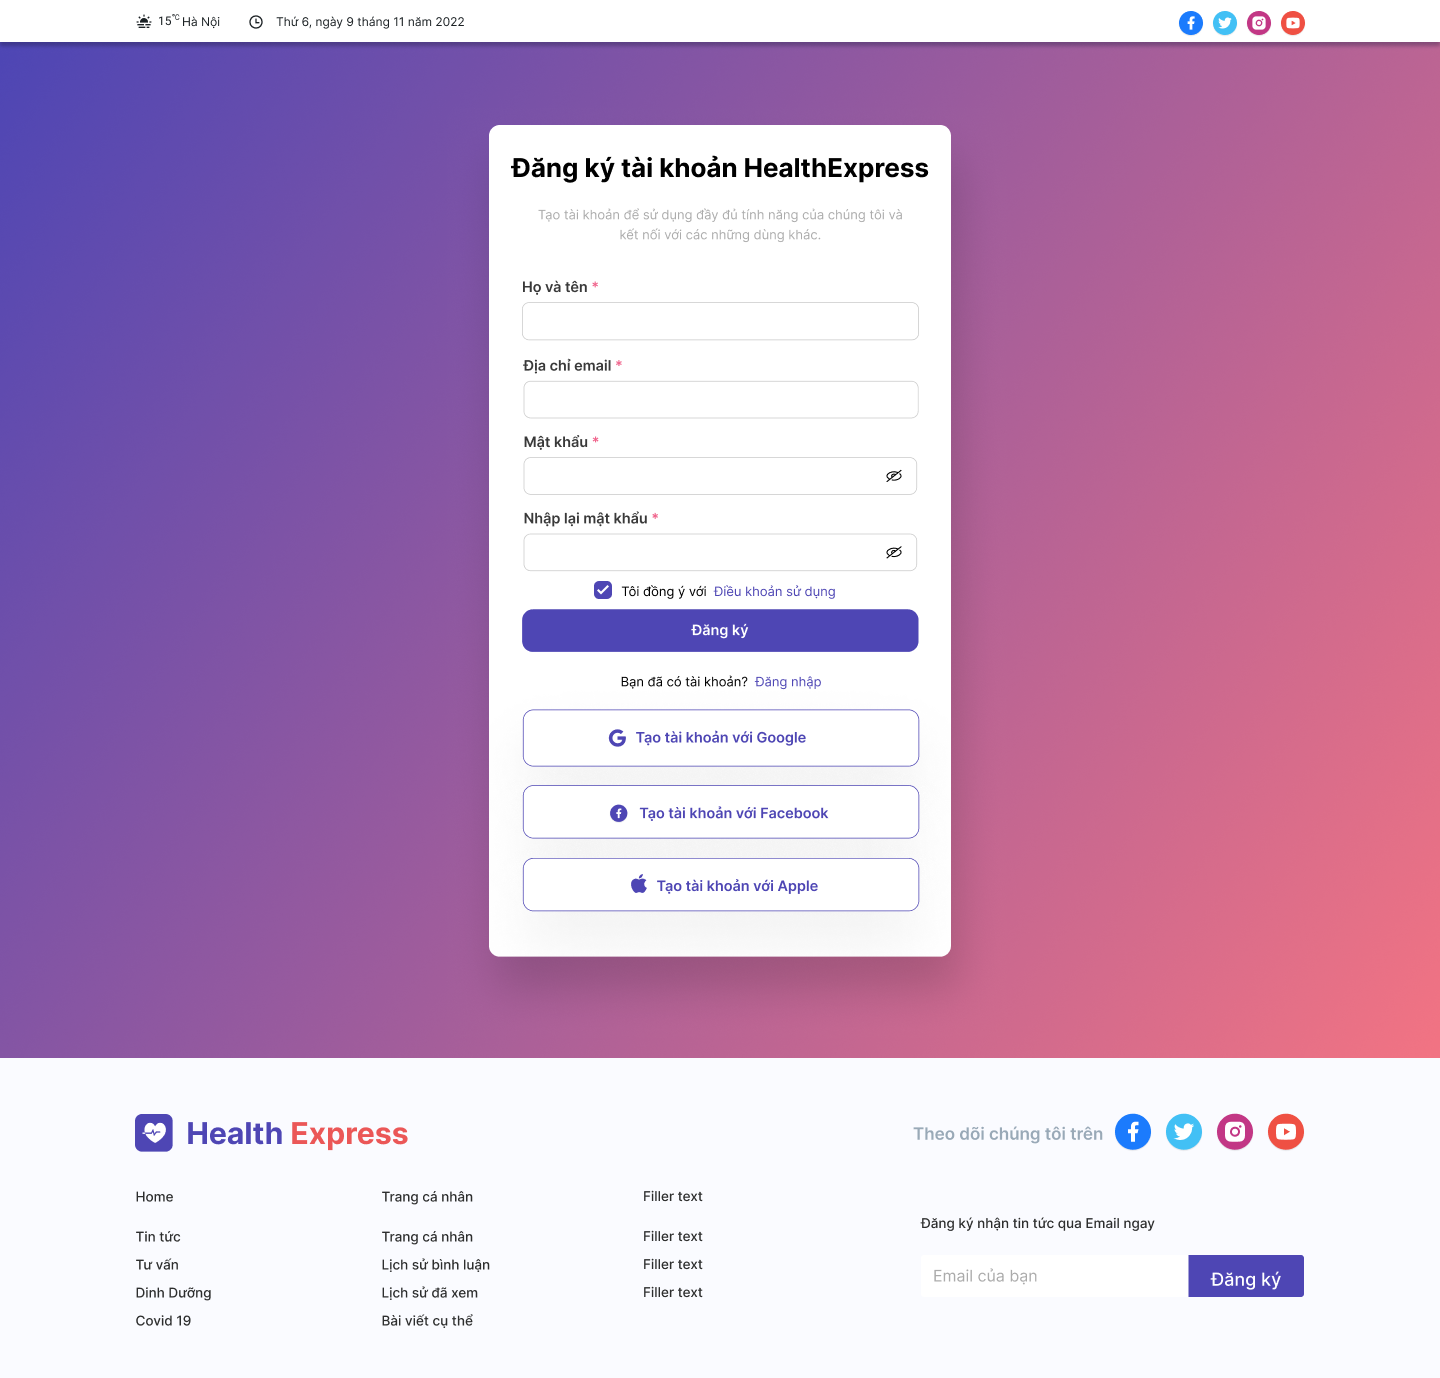 15°C Hà Nội
Thứ 6, ngày 9 tháng 11 năm 2022
Đăng ký tài khoản HealthExpress
Tạo tài khoản để sử dụng đầy đủ tính năng của chúng tôi và
kết nối với các những dùng khác.
Họ và tên *
Địa chỉ email *
Mật khẩu *
Nhập lại mật khẩu *
Tôi đồng ý với Điều khoản sử dụng
Đăng ký
Bạn đã có tài khoản? Đăng nhập
Tạo tài khoản với Google
Tạo tài khoản với Facebook
Tạo tài khoản với Apple
Health Express
Theo dõi chúng tôi trên
Home
Tin tức
Tư vấn
Dinh Dưỡng
Covid 19
Trang cá nhân
Trang cá nhân
Lịch sử bình luận
Lịch sử đã xem
Bài viết cụ thể
Filler text
Filler text
Filler text
Filler text
Đăng ký nhận tin tức qua Email ngay
Email của bạn
Đăng ký